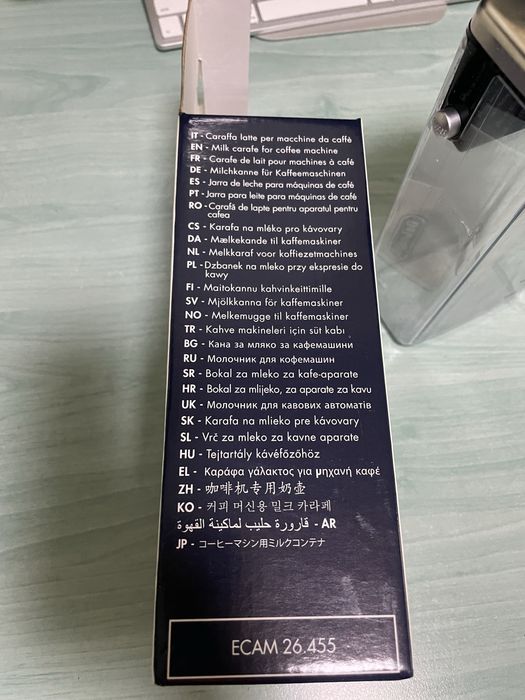 IT - Caraffa latte per macchine da caffè
EN - Milk carafe for coffee machine
FR - Carafe de lait pour machines à café
DE - Milchkanne für Kaffeemaschinen
ES - Jarra de leche para máquinas de café
PT - Jarra para leite para máquinas de café
RO - Carafă de lapte pentru aparatul pentru
cafea
CS - Karafa na mléko pro kávovary
DA - Mælkekande til kaffemaskiner
NL - Melkkaraf voor koffiezetmachines
PL - Dzbanek na mleko przy ekspresie do
kawy
FI - Maitokannu kahvinkeittimille
SV - Mjölkkanna för kaffemaskiner
NO - Melkemugge til kaffemaskiner
TR - Kahve makineleri için süt kabı
BG - Кана за мляко за кафемашини
RU - Молочник для кофемашин
SR - Bokal za mleko za kafe-aparate
HR - Bokal za mlijeko, za aparate za kavu
UK - Молочник для кавових автоматів
SK - Karafa na mlieko pre kávovary
SL - Vrč za mleko za kavne aparate
HU - Tejtartály kávéfőzőhöz
EL - Καράφα γάλακτος για μηχανή καφέ
ZH - 咖啡机专用奶壶
KO - 커피 머신용 밀크 카라페
AR - قارورة حليب لماكينة القهوة
JP - コーヒーマシン用ミルクコンテナ
ECAM 26.455